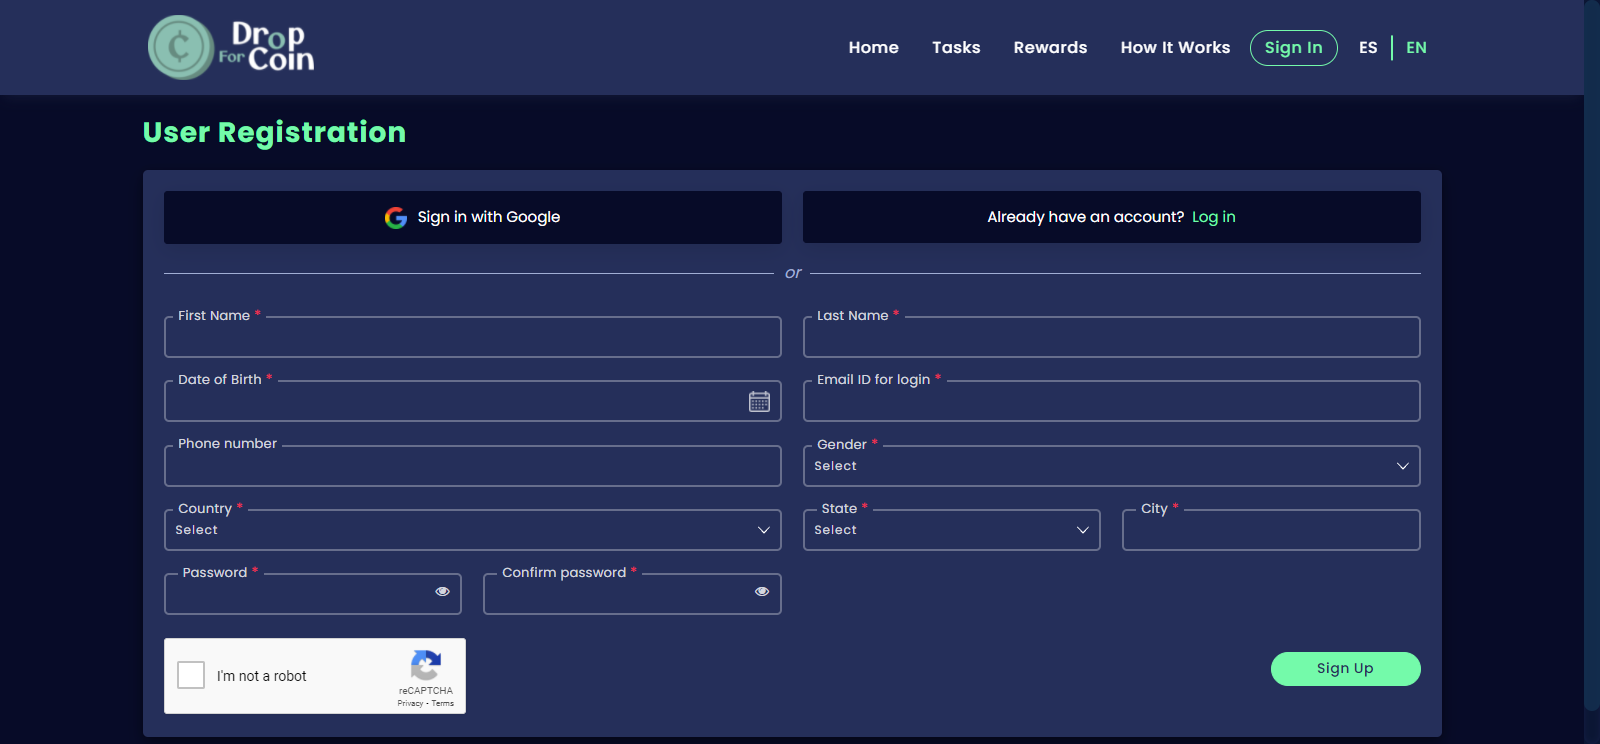 Drop
For Coin
Home Tasks Rewards How It Works Sign In ES EN
User Registration
Sign in with Google
Already have an account? Log in
or
First Name *
Last Name *
Date of Birth *
Email ID for login *
Phone number
Gender *
Select
Country *
Select
State *
Select
City *
Password *
Confirm password *
I'm not a robot
reCAPTCHA
Privacy - Terms
Sign Up